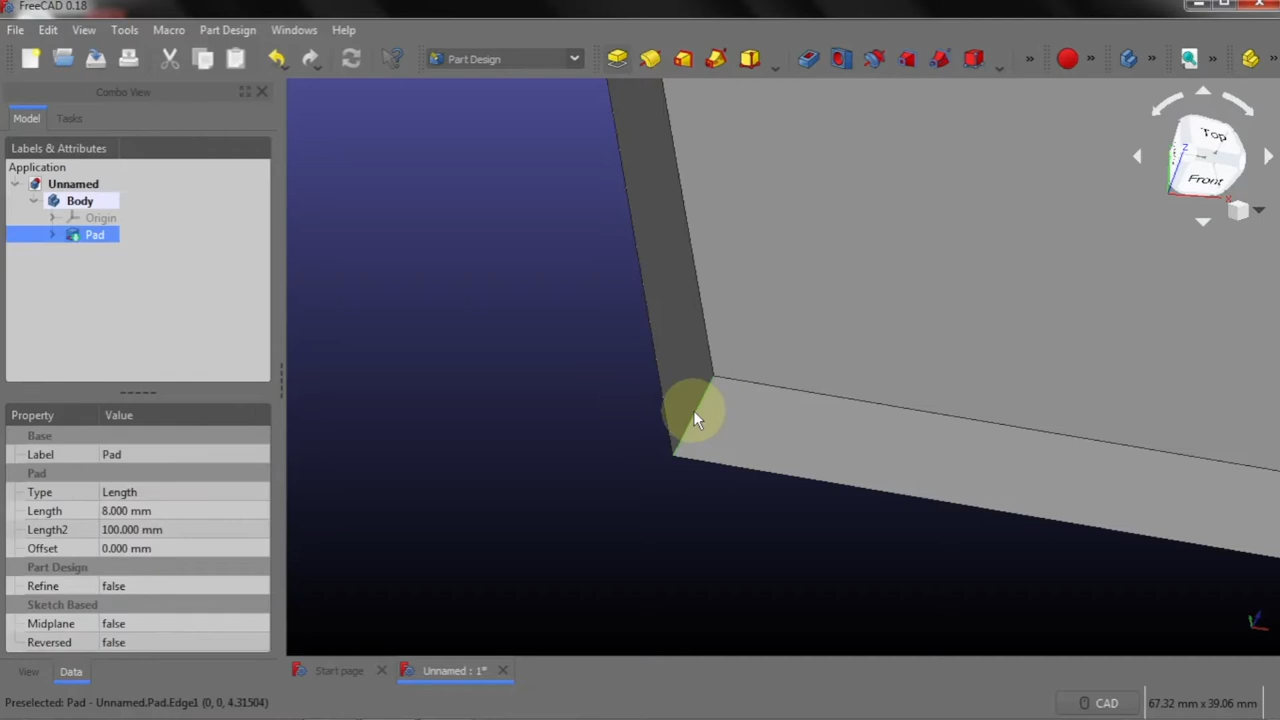 FreeCAD 0.18
File Edit View Tools Macro Part Design Windows Help
Part Design
Combo View
Model Tasks
Labels & Attributes
Application
Unnamed
Body
Origin
Pad
Top
Front
Z
X
Property Value
Base
Label Pad
Pad
Type Length
Length 8.000 mm
Length2 100.000 mm
Offset 0.000 mm
Part Design
Refine false
Sketch Based
Midplane false
Reversed false
View Data
Start page
Unnamed : 1*
Preselected: Pad - Unnamed.Pad.Edge1 (0, 0, 4.31504)
CAD
67.32 mm x 39.06 mm